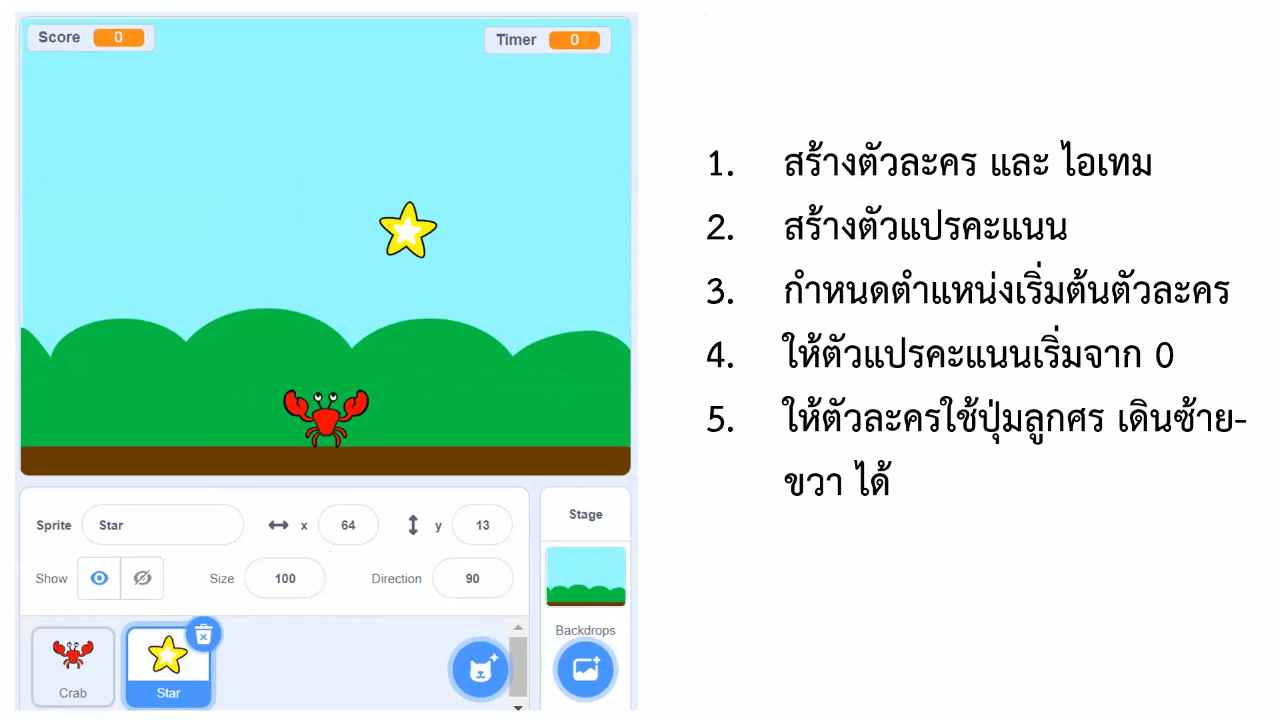 Score 0
Timer 0
Sprite Star x 64 y 13
Show Size 100 Direction 90
Crab
Star
Stage
Backdrops
1. สร้างตัวละคร และ ไอเทม
2. สร้างตัวแปรคะแนน
3. กำหนดตำแหน่งเริ่มต้นตัวละคร
4. ให้ตัวแปรคะแนนเริ่มจาก 0
5. ให้ตัวละครใช้ปุ่มลูกศร เดินซ้าย-
ขวา ได้